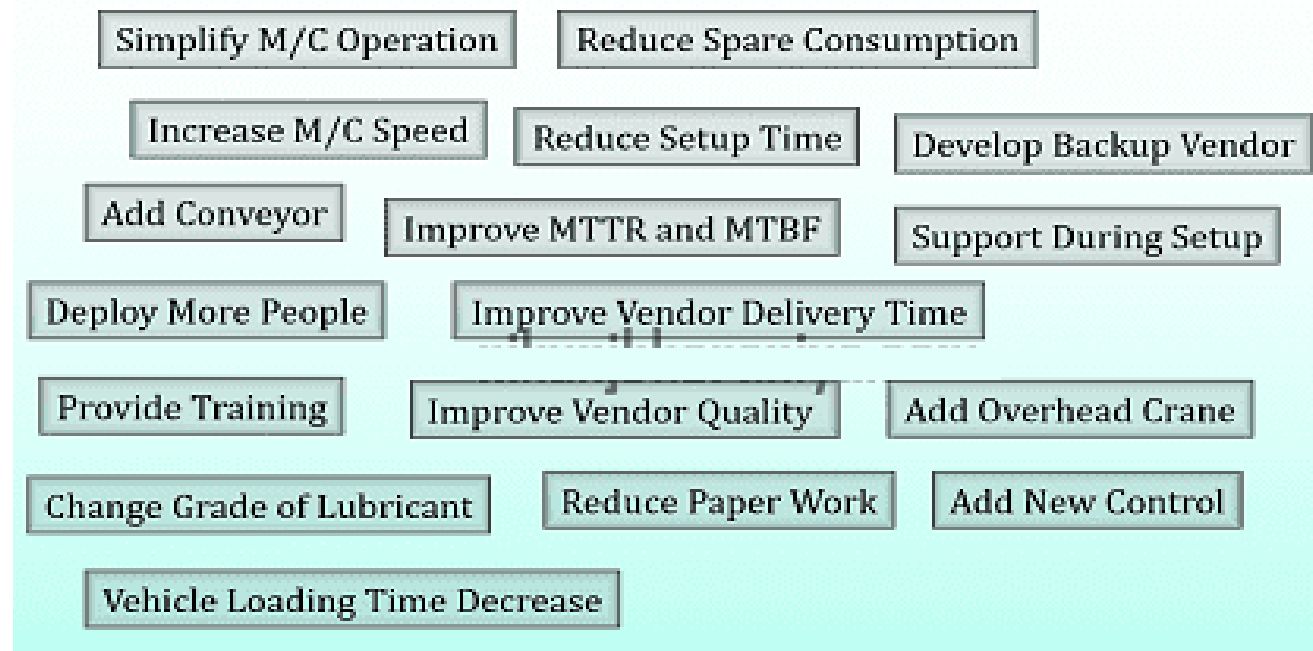 Simplify M/C Operation
Reduce Spare Consumption
Increase M/C Speed
Reduce Setup Time
Develop Backup Vendor
Add Conveyor
Improve MTTR and MTBF
Support During Setup
Deploy More People
Improve Vendor Delivery Time
Provide Training
Improve Vendor Quality
Add Overhead Crane
Change Grade of Lubricant
Reduce Paper Work
Add New Control
Vehicle Loading Time Decrease